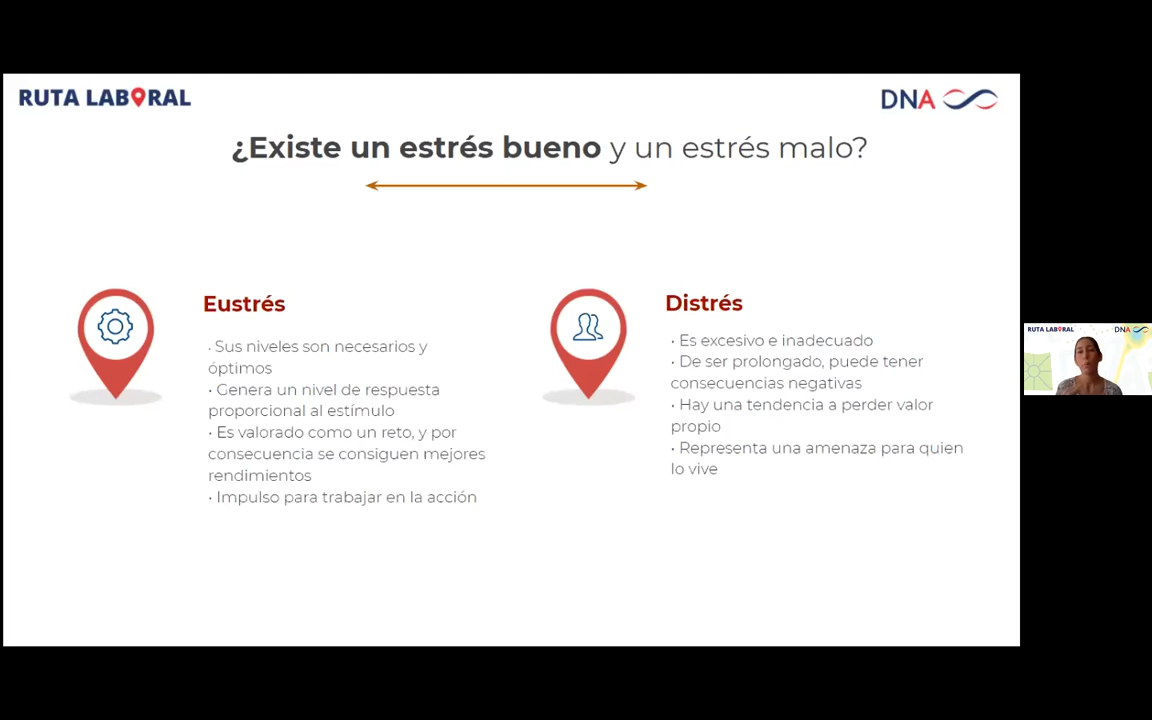 RUTA LABORAL
DNA
¿Existe un estrés bueno y un estrés malo?
Eustrés
· Sus niveles son necesarios y
óptimos
· Genera un nivel de respuesta
proporcional al estímulo
· Es valorado como un reto, y por
consecuencia se consiguen mejores
rendimientos
· Impulso para trabajar en la acción
Distrés
· Es excesivo e inadecuado
· De ser prolongado, puede tener
consecuencias negativas
· Hay una tendencia a perder valor
propio
· Representa una amenaza para quien
lo vive
RUTA LABORAL
DNA